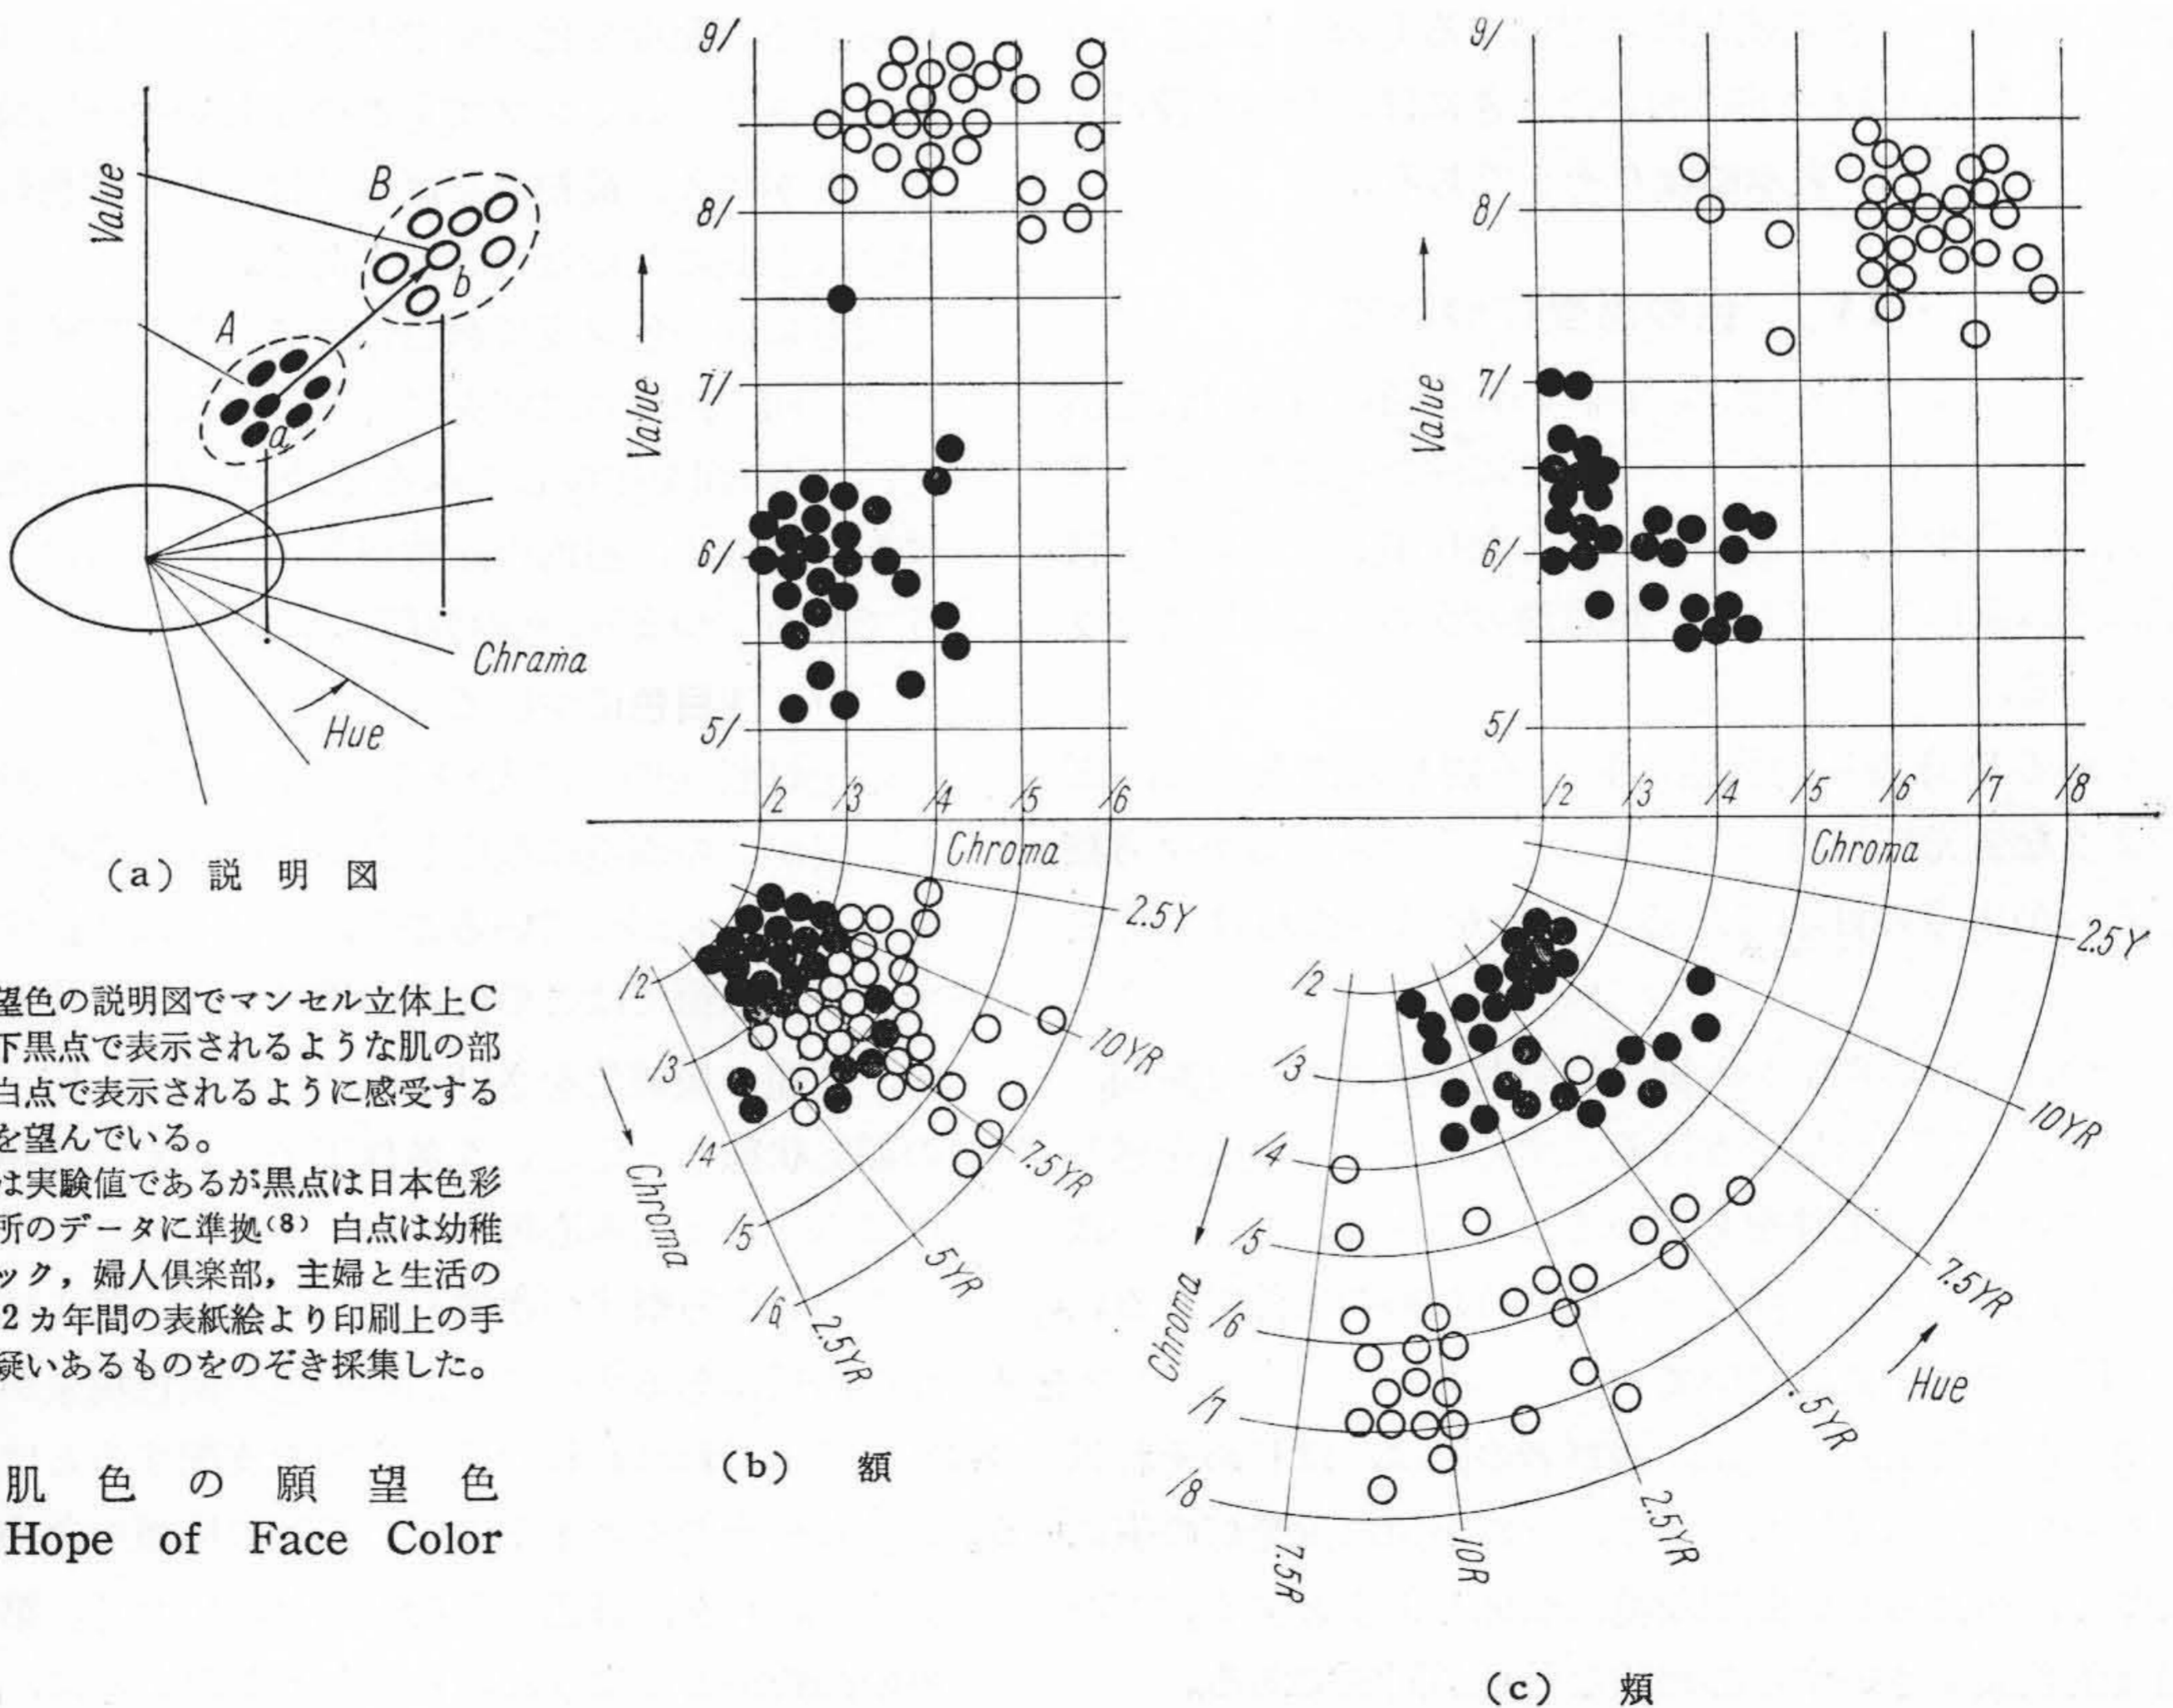 Value
A
B
a
b
Chrama
Hue
(a) 説 明 図
望色の説明図でマンセル立体上C
下黒点で表示されるような肌の部
白点で表示されるように感受する
を望んでいる。
は実験値であるが黒点は日本色彩
所のデータに準拠(8) 白点は幼稚
ック，婦人倶楽部，主婦と生活の
2カ年間の表紙絵より印刷上の手
疑いあるものをのぞき採集した。
肌 色 の 願 望 色
Hope of Face Color
9/
8/
7/
6/
5/
Value
/2 /3 /4 /5 /6
Chroma
2.5Y
10YR
7.5YR
5YR
2.5YR
/2
/3
/4
/5
/6
Chroma
(b) 額
9/
8/
7/
6/
5/
Value
/2 /3 /4 /5 /6 /7 /8
Chroma
2.5Y
10YR
7.5YR
5YR
2.5YR
10R
7.5R
/2
/3
/4
/5
/6
/7
/8
Chroma
Hue
(c) 頬